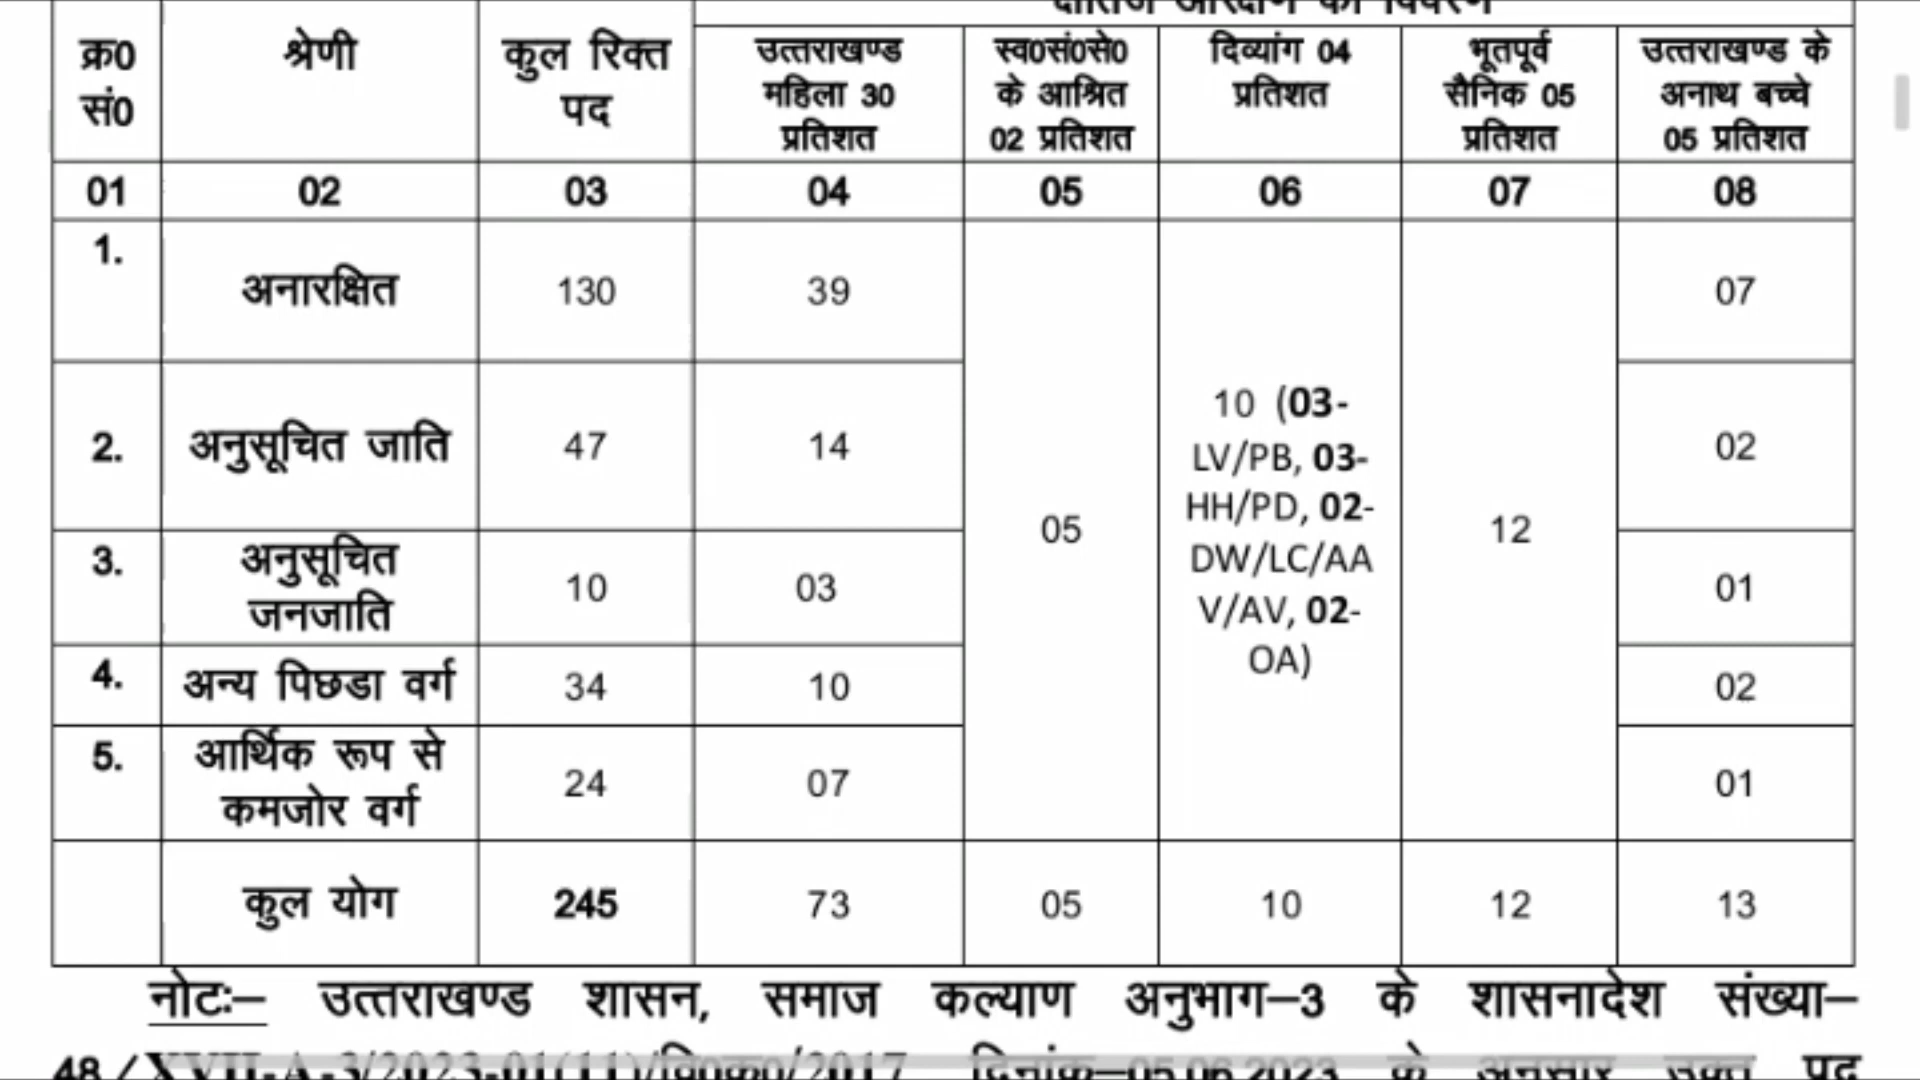 क्षैतिज आरक्षण का विवरण
क्र0 सं0 श्रेणी कुल रिक्त पद उत्तराखण्ड महिला 30 प्रतिशत स्व0सं0से0 के आश्रित 02 प्रतिशत दिव्यांग 04 प्रतिशत भूतपूर्व सैनिक 05 प्रतिशत उत्तराखण्ड के अनाथ बच्चे 05 प्रतिशत
01 02 03 04 05 06 07 08
1. अनारक्षित 130 39 07
2. अनुसूचित जाति 47 14 02
05
10 (03-
LV/PB, 03-
HH/PD, 02-
DW/LC/AA
V/AV, 02-
OA)
12
3. अनुसूचित जनजाति 10 03 01
4. अन्य पिछडा वर्ग 34 10 02
5. आर्थिक रूप से कमजोर वर्ग 24 07 01
कुल योग 245 73 05 10 12 13
नोटः– उत्तराखण्ड शासन, समाज कल्याण अनुभाग–3 के शासनादेश संख्या–
48/XVII-A-3/2023-01(11)/वि0क0/2017 दिनांक–05.06.2023 के अनुसार उक्त पद